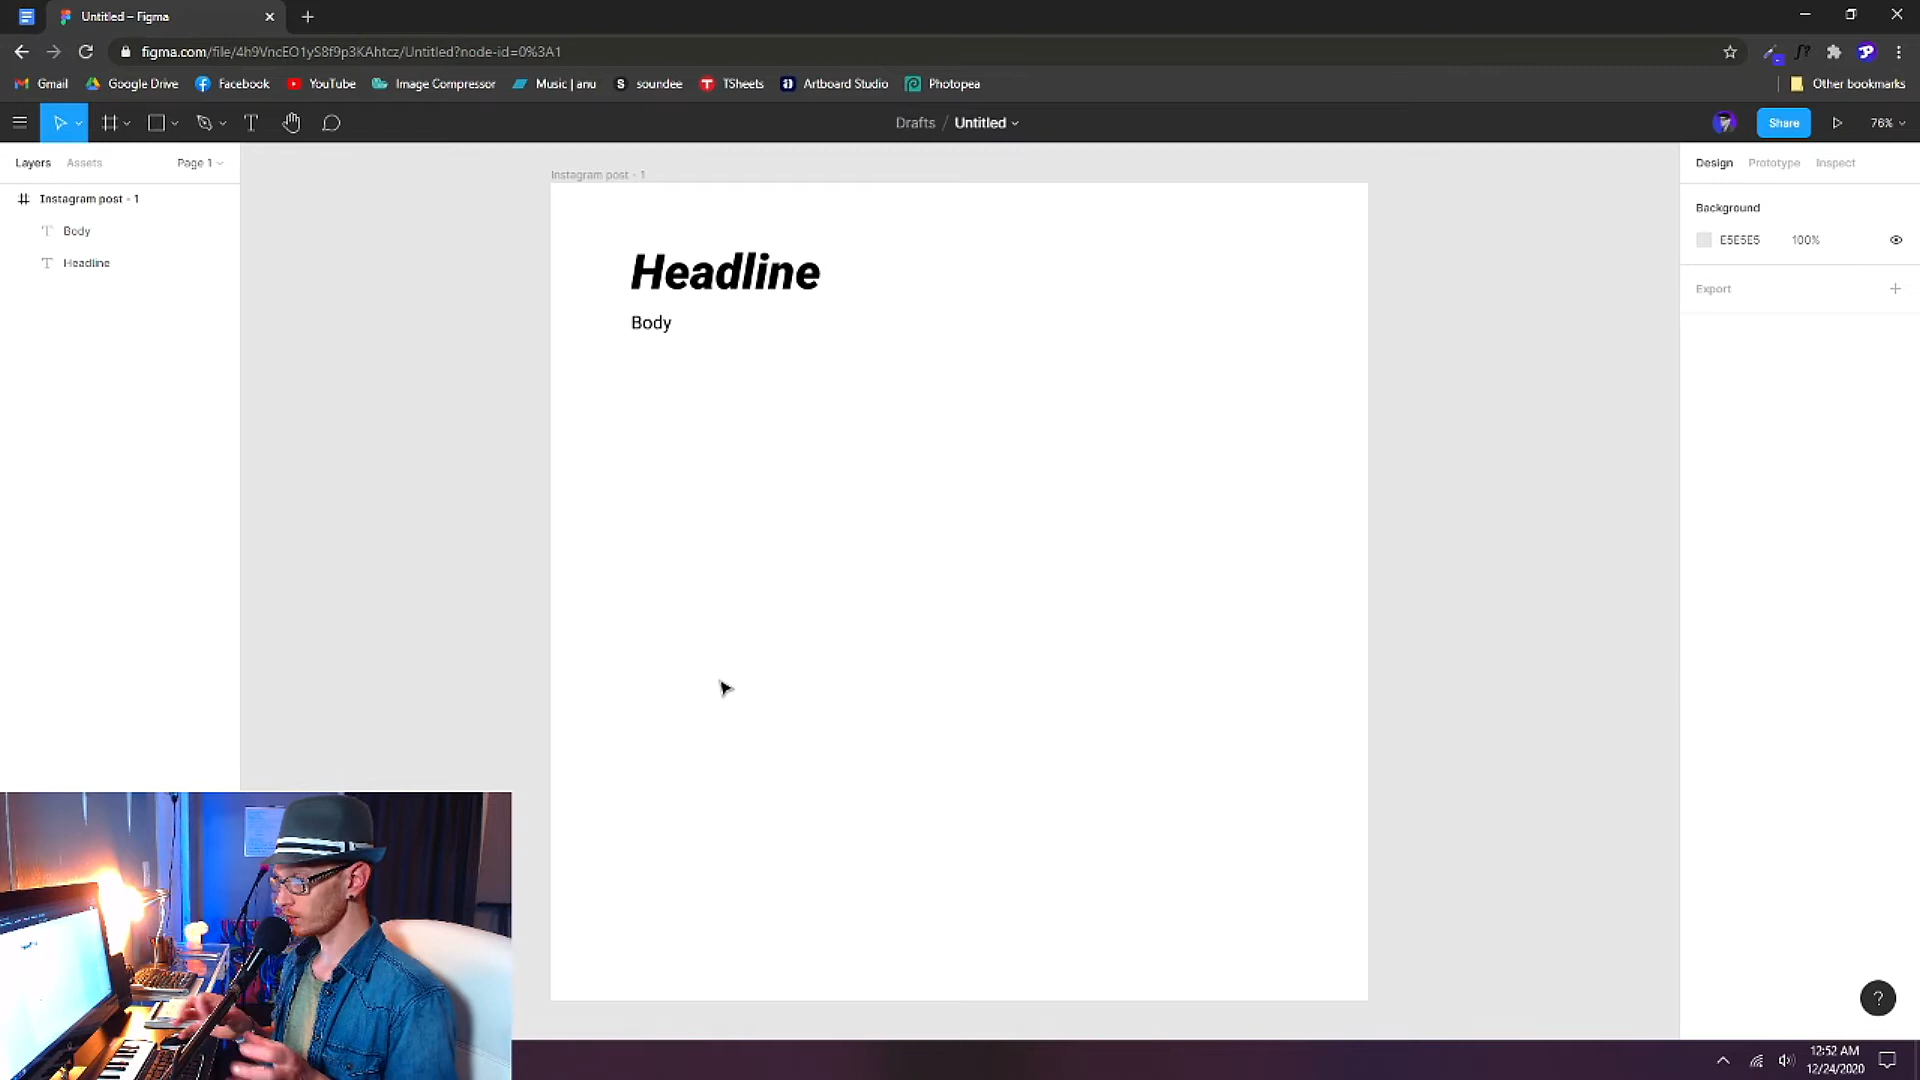 Untitled – Figma
figma.com/file/4h9VncEO1yS8f9p3KAhtcz/Untitled?node-id=0%3A1
Gmail Google Drive Facebook YouTube Image Compressor Music | anu soundee TSheets Artboard Studio Photopea Other bookmarks
Drafts / Untitled Share 76%
Layers Assets Page 1 Design Prototype Inspect
Instagram post - 1
Instagram post - 1
Body
Headline
Headline
Body
Background
E5E5E5 100%
Export
?
12:52 AM
12/24/2020